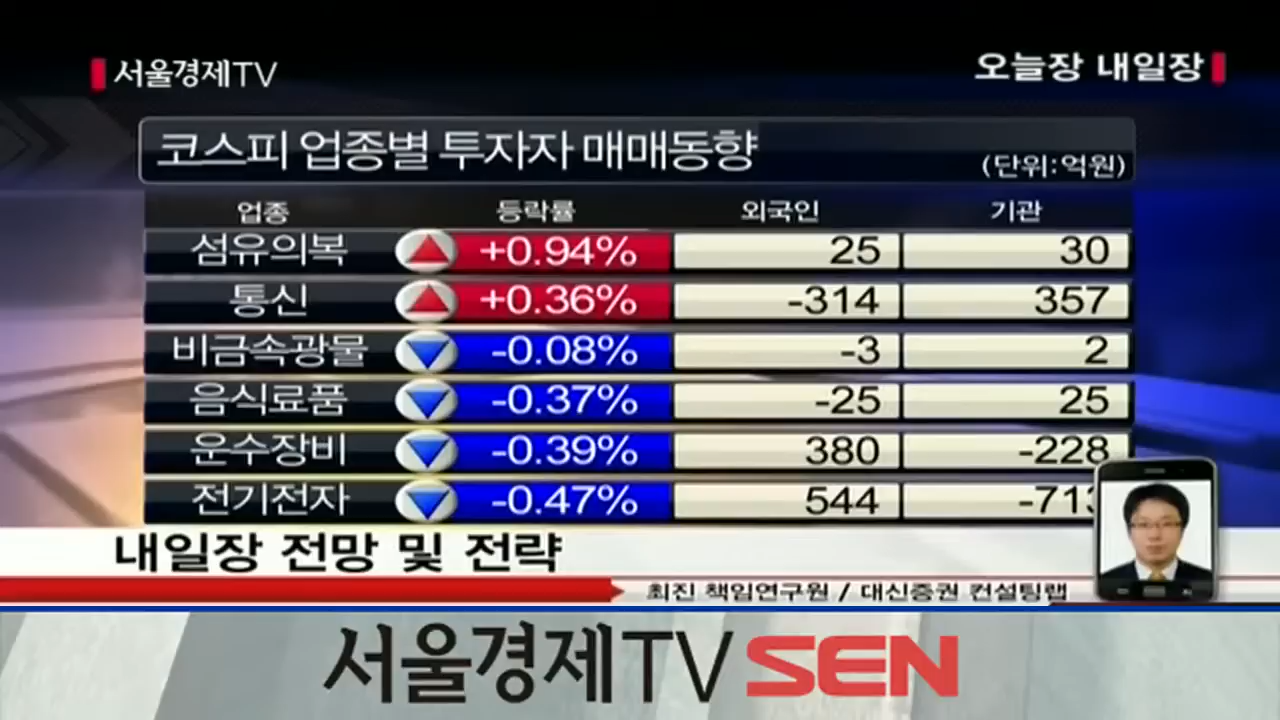 서울경제TV
오늘장 내일장
코스피 업종별 투자자 매매동향
(단위:억원)
업종 등락률 외국인 기관
섬유의복 +0.94% 25 30
통신 +0.36% -314 357
비금속광물 -0.08% -3 2
음식료품 -0.37% -25 25
운수장비 -0.39% 380 -228
전기전자 -0.47% 544 -713
내일장 전망 및 전략
최진 책임연구원 / 대신증권 컨설팅랩
서울경제TV SEN